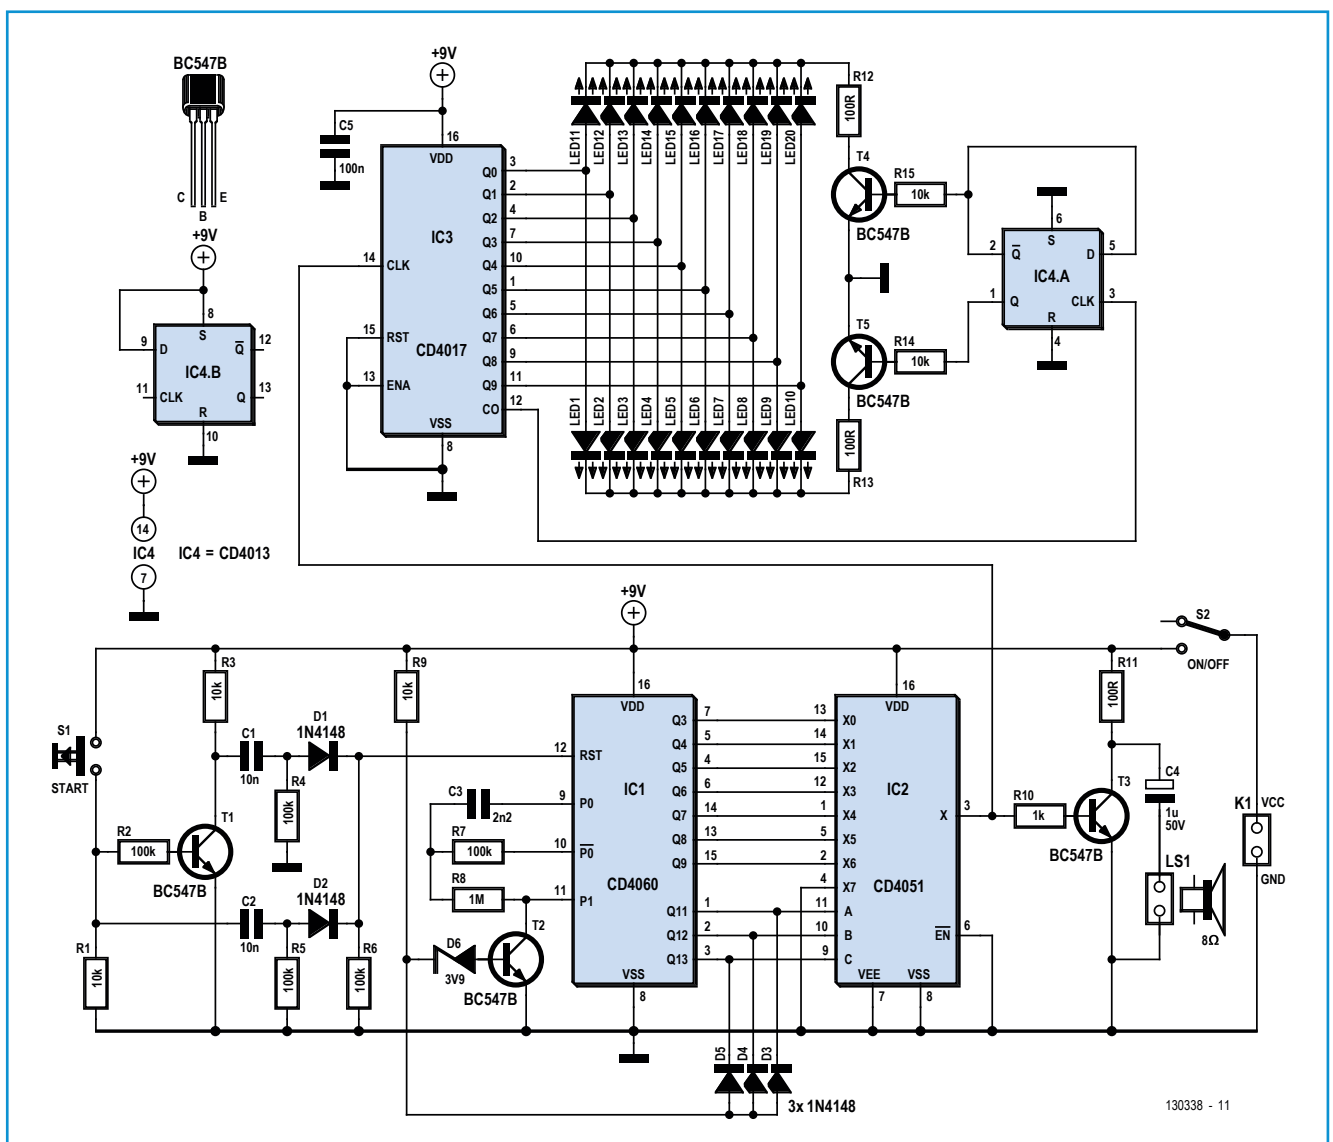 BC547B
C
B
E
+9V
8
S
9
D
Q
12
IC4.B
11
CLK
Q
13
R
10
+9V
14
IC4
7
IC4 = CD4013
+9V
C5
100n
16
VDD
IC3
14
CLK
15
RST
CD4017
13
ENA
VSS
8
Q0
3
Q1
2
Q2
4
Q3
7
Q4
10
Q5
1
Q6
5
Q7
6
Q8
9
Q9
11
CO
12
LED11
LED12
LED13
LED14
LED15
LED16
LED17
LED18
LED19
LED20
LED1
LED2
LED3
LED4
LED5
LED6
LED7
LED8
LED9
LED10
R12
100R
T4
BC547B
R15
10k
T5
BC547B
R14
10k
100R
R13
6
S
2
Q
D
5
IC4.A
1
Q
CLK
3
R
4
S1
START
R3
10k
R2
100k
T1
BC547B
R1
10k
C1
10n
D1
1N4148
R4
100k
C2
10n
D2
1N4148
R5
100k
R6
100k
R9
10k
C3
2n2
R7
100k
R8
1M
D6
3V9
T2
BC547B
+9V
16
VDD
12
RST
IC1
9
P0
10
P0
CD4060
11
P1
VSS
8
Q3
7
Q4
5
Q5
4
Q6
6
Q7
14
Q8
13
Q9
15
Q11
1
Q12
2
Q13
3
16
VDD
13
X0
14
X1
15
X2
12
X3
1
X4
5
X5
2
X6
4
X7
11
A
10
B
9
C
IC2
X
3
CD4051
EN
6
VEE
VSS
7
8
D5
D4
D3
3x 1N4148
R10
1k
R11
100R
T3
BC547B
C4
1u
50V
LS1
8Ω
S2
ON/OFF
K1
VCC
GND
130338 - 11